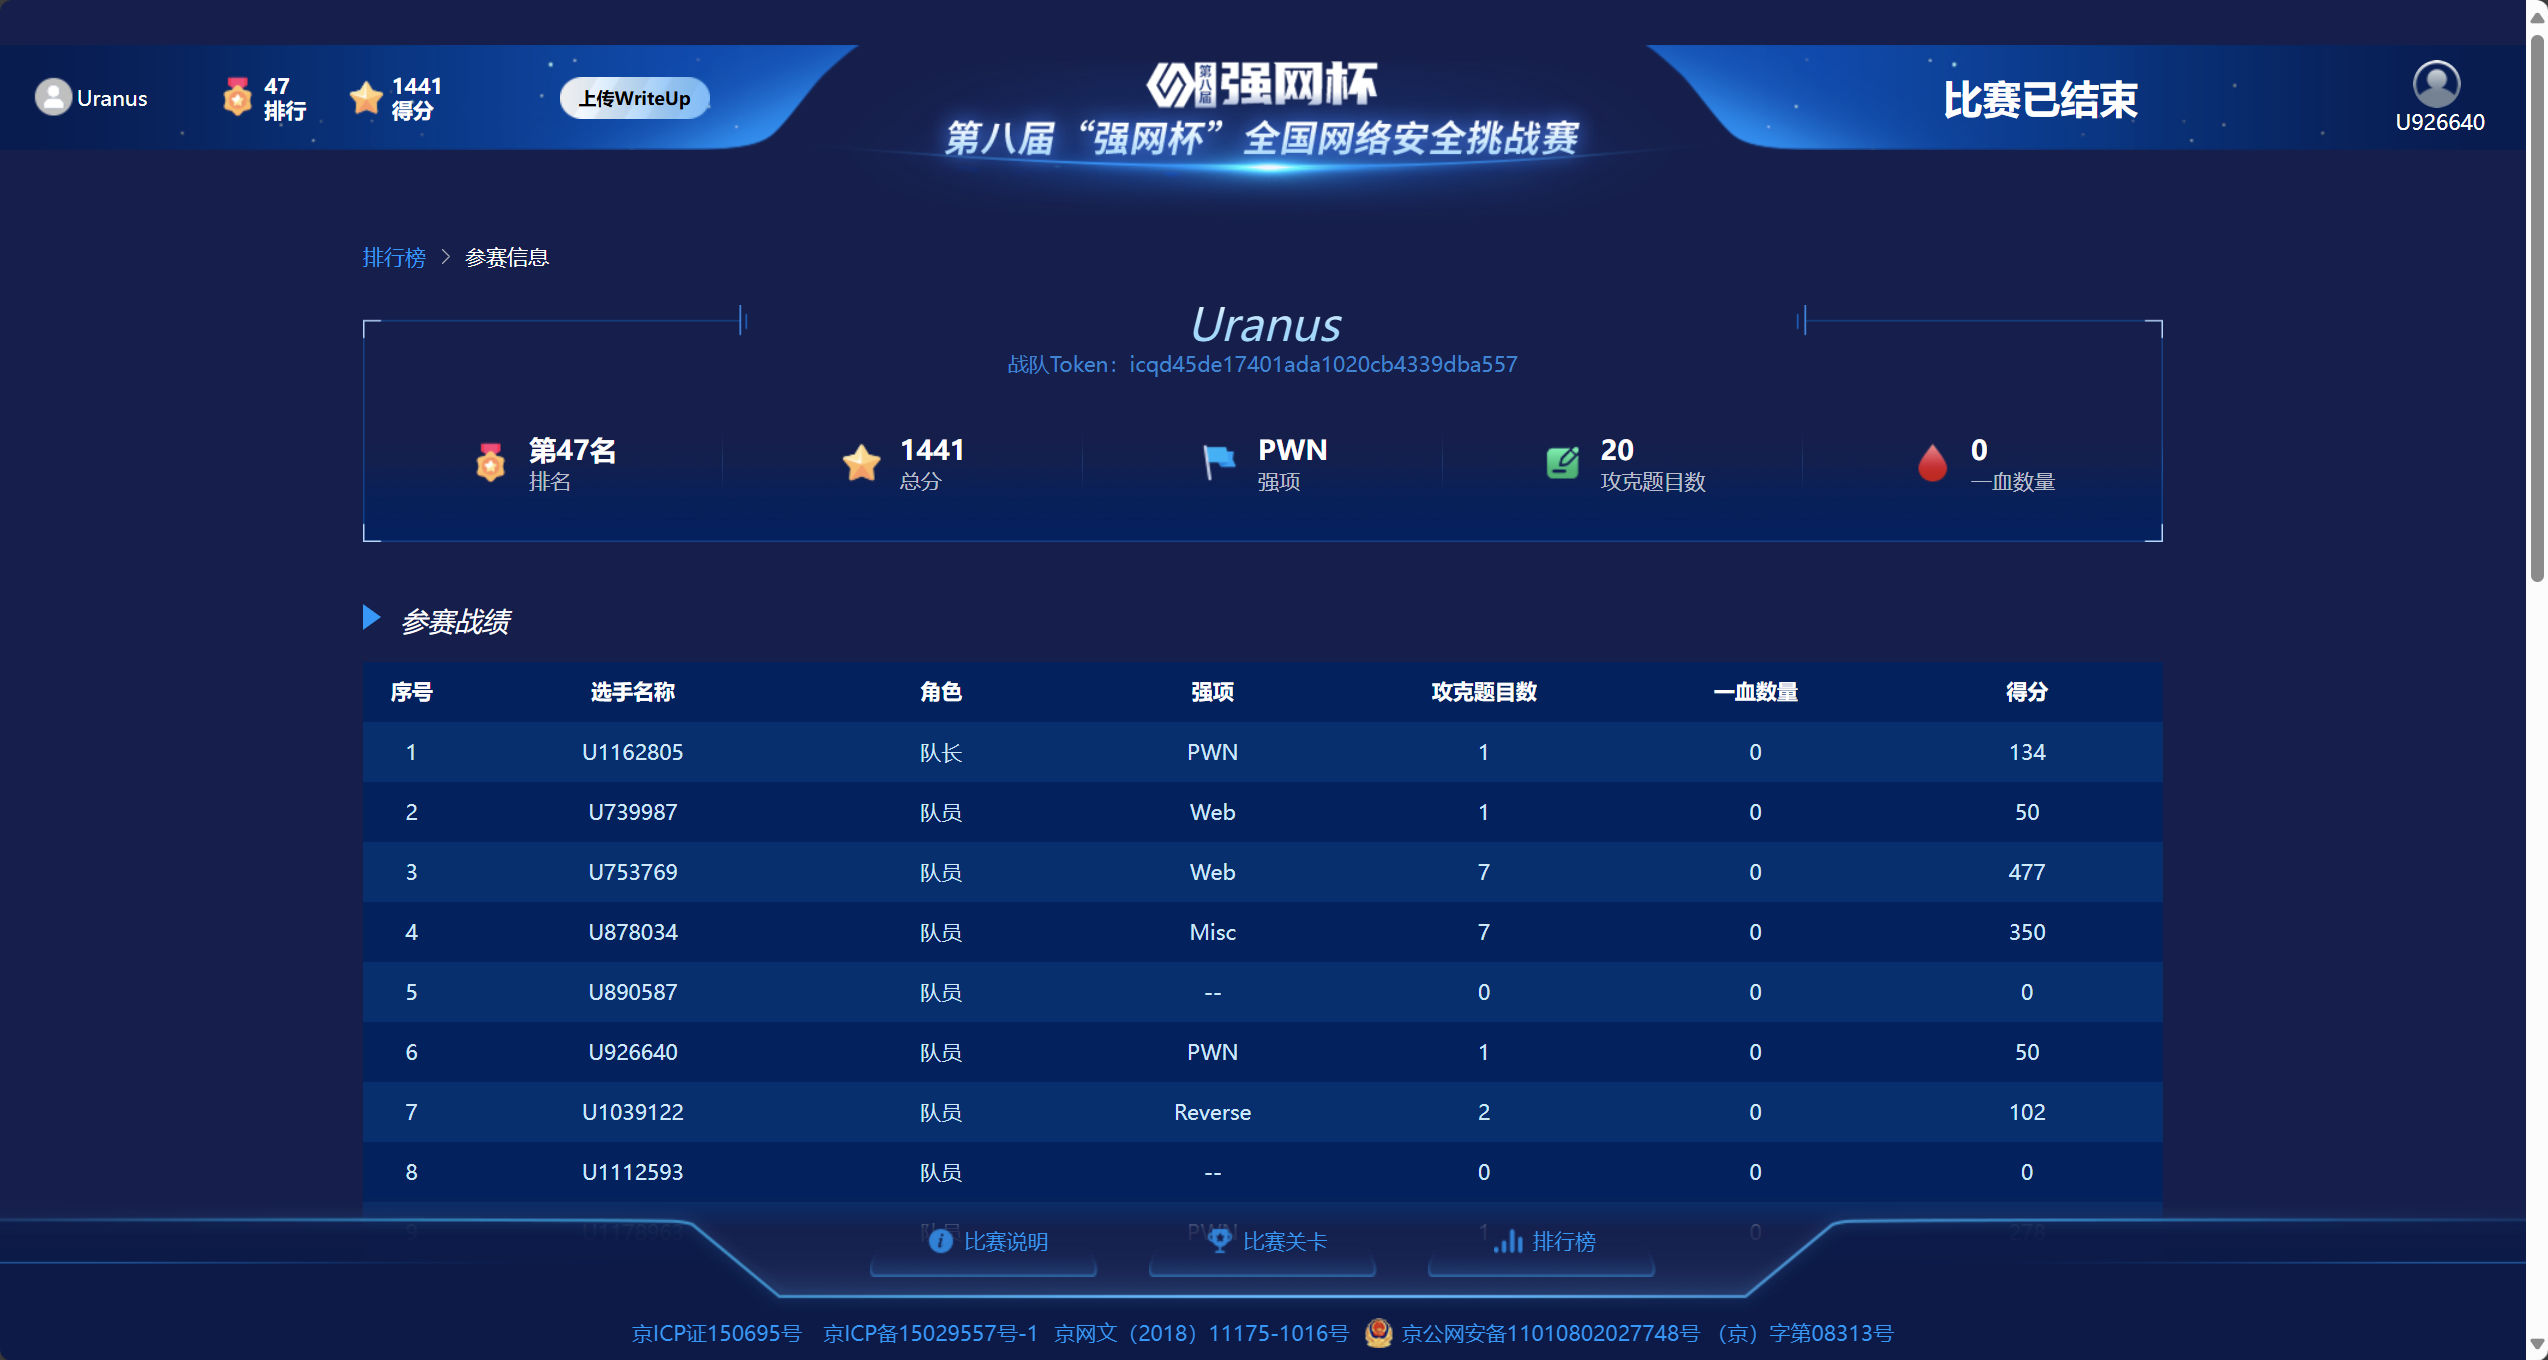 Uranus
47
排行
1441
得分
上传WriteUp
第八届
强网杯
第八届“强网杯”全国网络安全挑战赛
比赛已结束
U926640
排行榜 > 参赛信息
Uranus
战队Token：icqd45de17401ada1020cb4339dba557
第47名
排名
1441
总分
PWN
强项
20
攻克题目数
0
一血数量
参赛战绩
序号 选手名称 角色 强项 攻克题目数 一血数量 得分
1 U1162805 队长 PWN 1 0 134
2 U739987 队员 Web 1 0 50
3 U753769 队员 Web 7 0 477
4 U878034 队员 Misc 7 0 350
5 U890587 队员 -- 0 0 0
6 U926640 队员 PWN 1 0 50
7 U1039122 队员 Reverse 2 0 102
8 U1112593 队员 -- 0 0 0
9 U1178963 队员 PWN 1 0 278
比赛说明 比赛关卡 排行榜
京ICP证150695号 京ICP备15029557号-1 京网文（2018）11175-1016号 京公网安备11010802027748号 （京）字第08313号